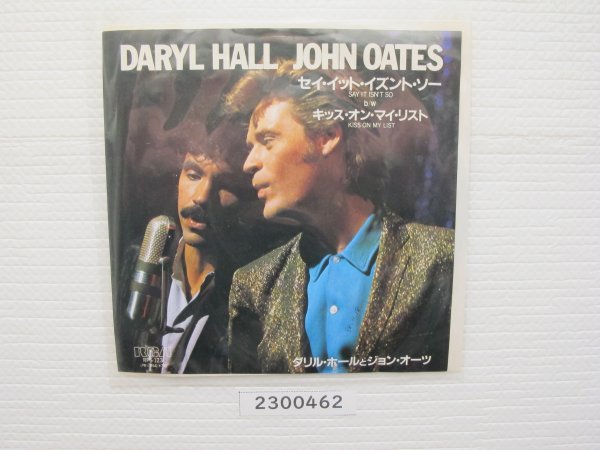 DARYL HALL JOHN OATES
セイ・イット・イズント・ソー
SAY IT ISN'T SO
b/w
キッス・オン・マイ・リスト
KISS ON MY LIST
RCA
ダリル・ホールとジョン・オーツ
2300462